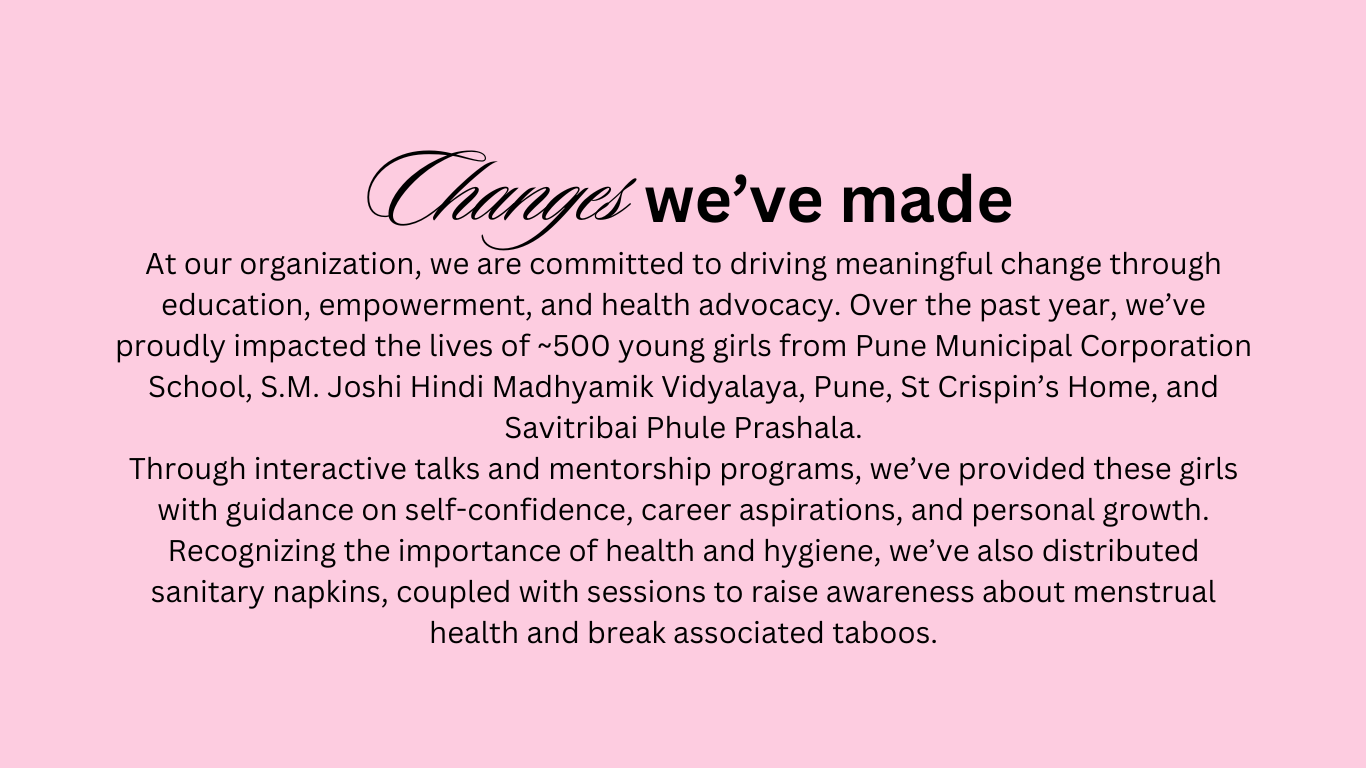 Changes we’ve made
At our organization, we are committed to driving meaningful change through
education, empowerment, and health advocacy. Over the past year, we’ve
proudly impacted the lives of ~500 young girls from Pune Municipal Corporation
School, S.M. Joshi Hindi Madhyamik Vidyalaya, Pune, St Crispin’s Home, and
Savitribai Phule Prashala.
Through interactive talks and mentorship programs, we’ve provided these girls
with guidance on self-confidence, career aspirations, and personal growth.
Recognizing the importance of health and hygiene, we’ve also distributed
sanitary napkins, coupled with sessions to raise awareness about menstrual
health and break associated taboos.